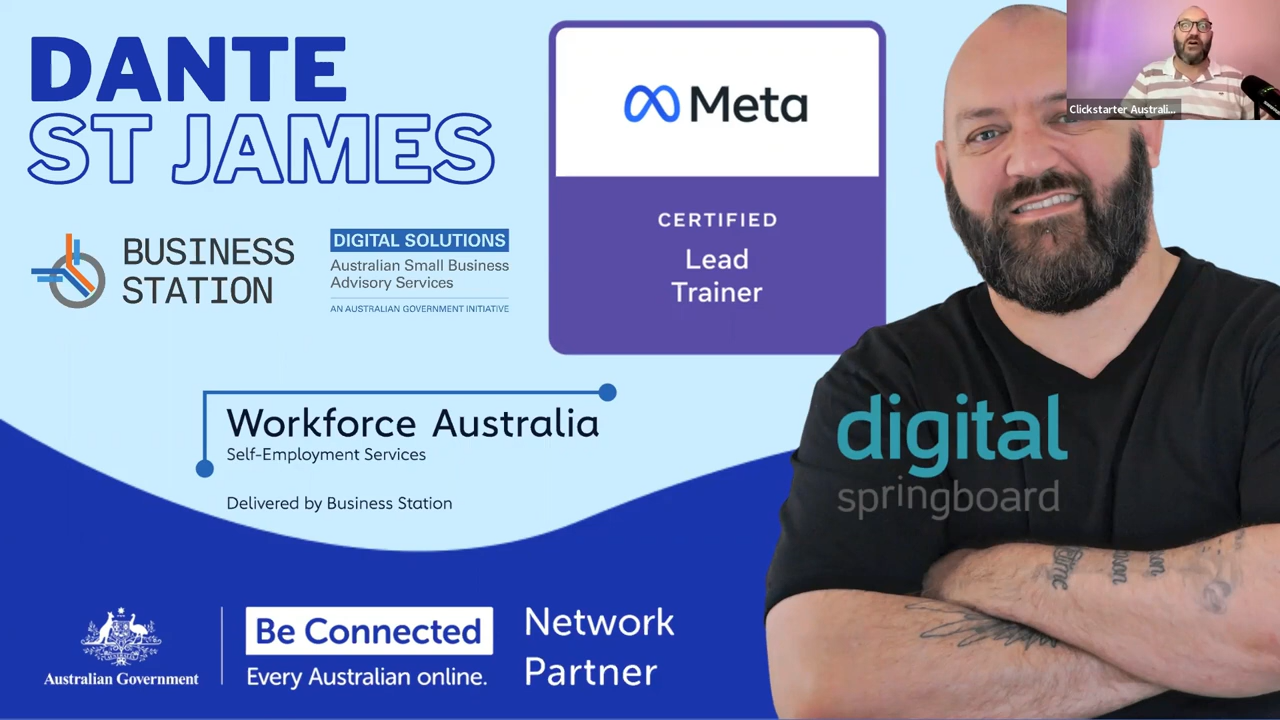 DANTE
ST JAMES
BUSINESS
STATION
DIGITAL SOLUTIONS
Australian Small Business
Advisory Services
AN AUSTRALIAN GOVERNMENT INITIATIVE
Meta
CERTIFIED
Lead
Trainer
Clickstarter Australi...
Workforce Australia
Self-Employment Services
Delivered by Business Station
digital
springboard
Australian Government
Be Connected
Every Australian online.
Network
Partner